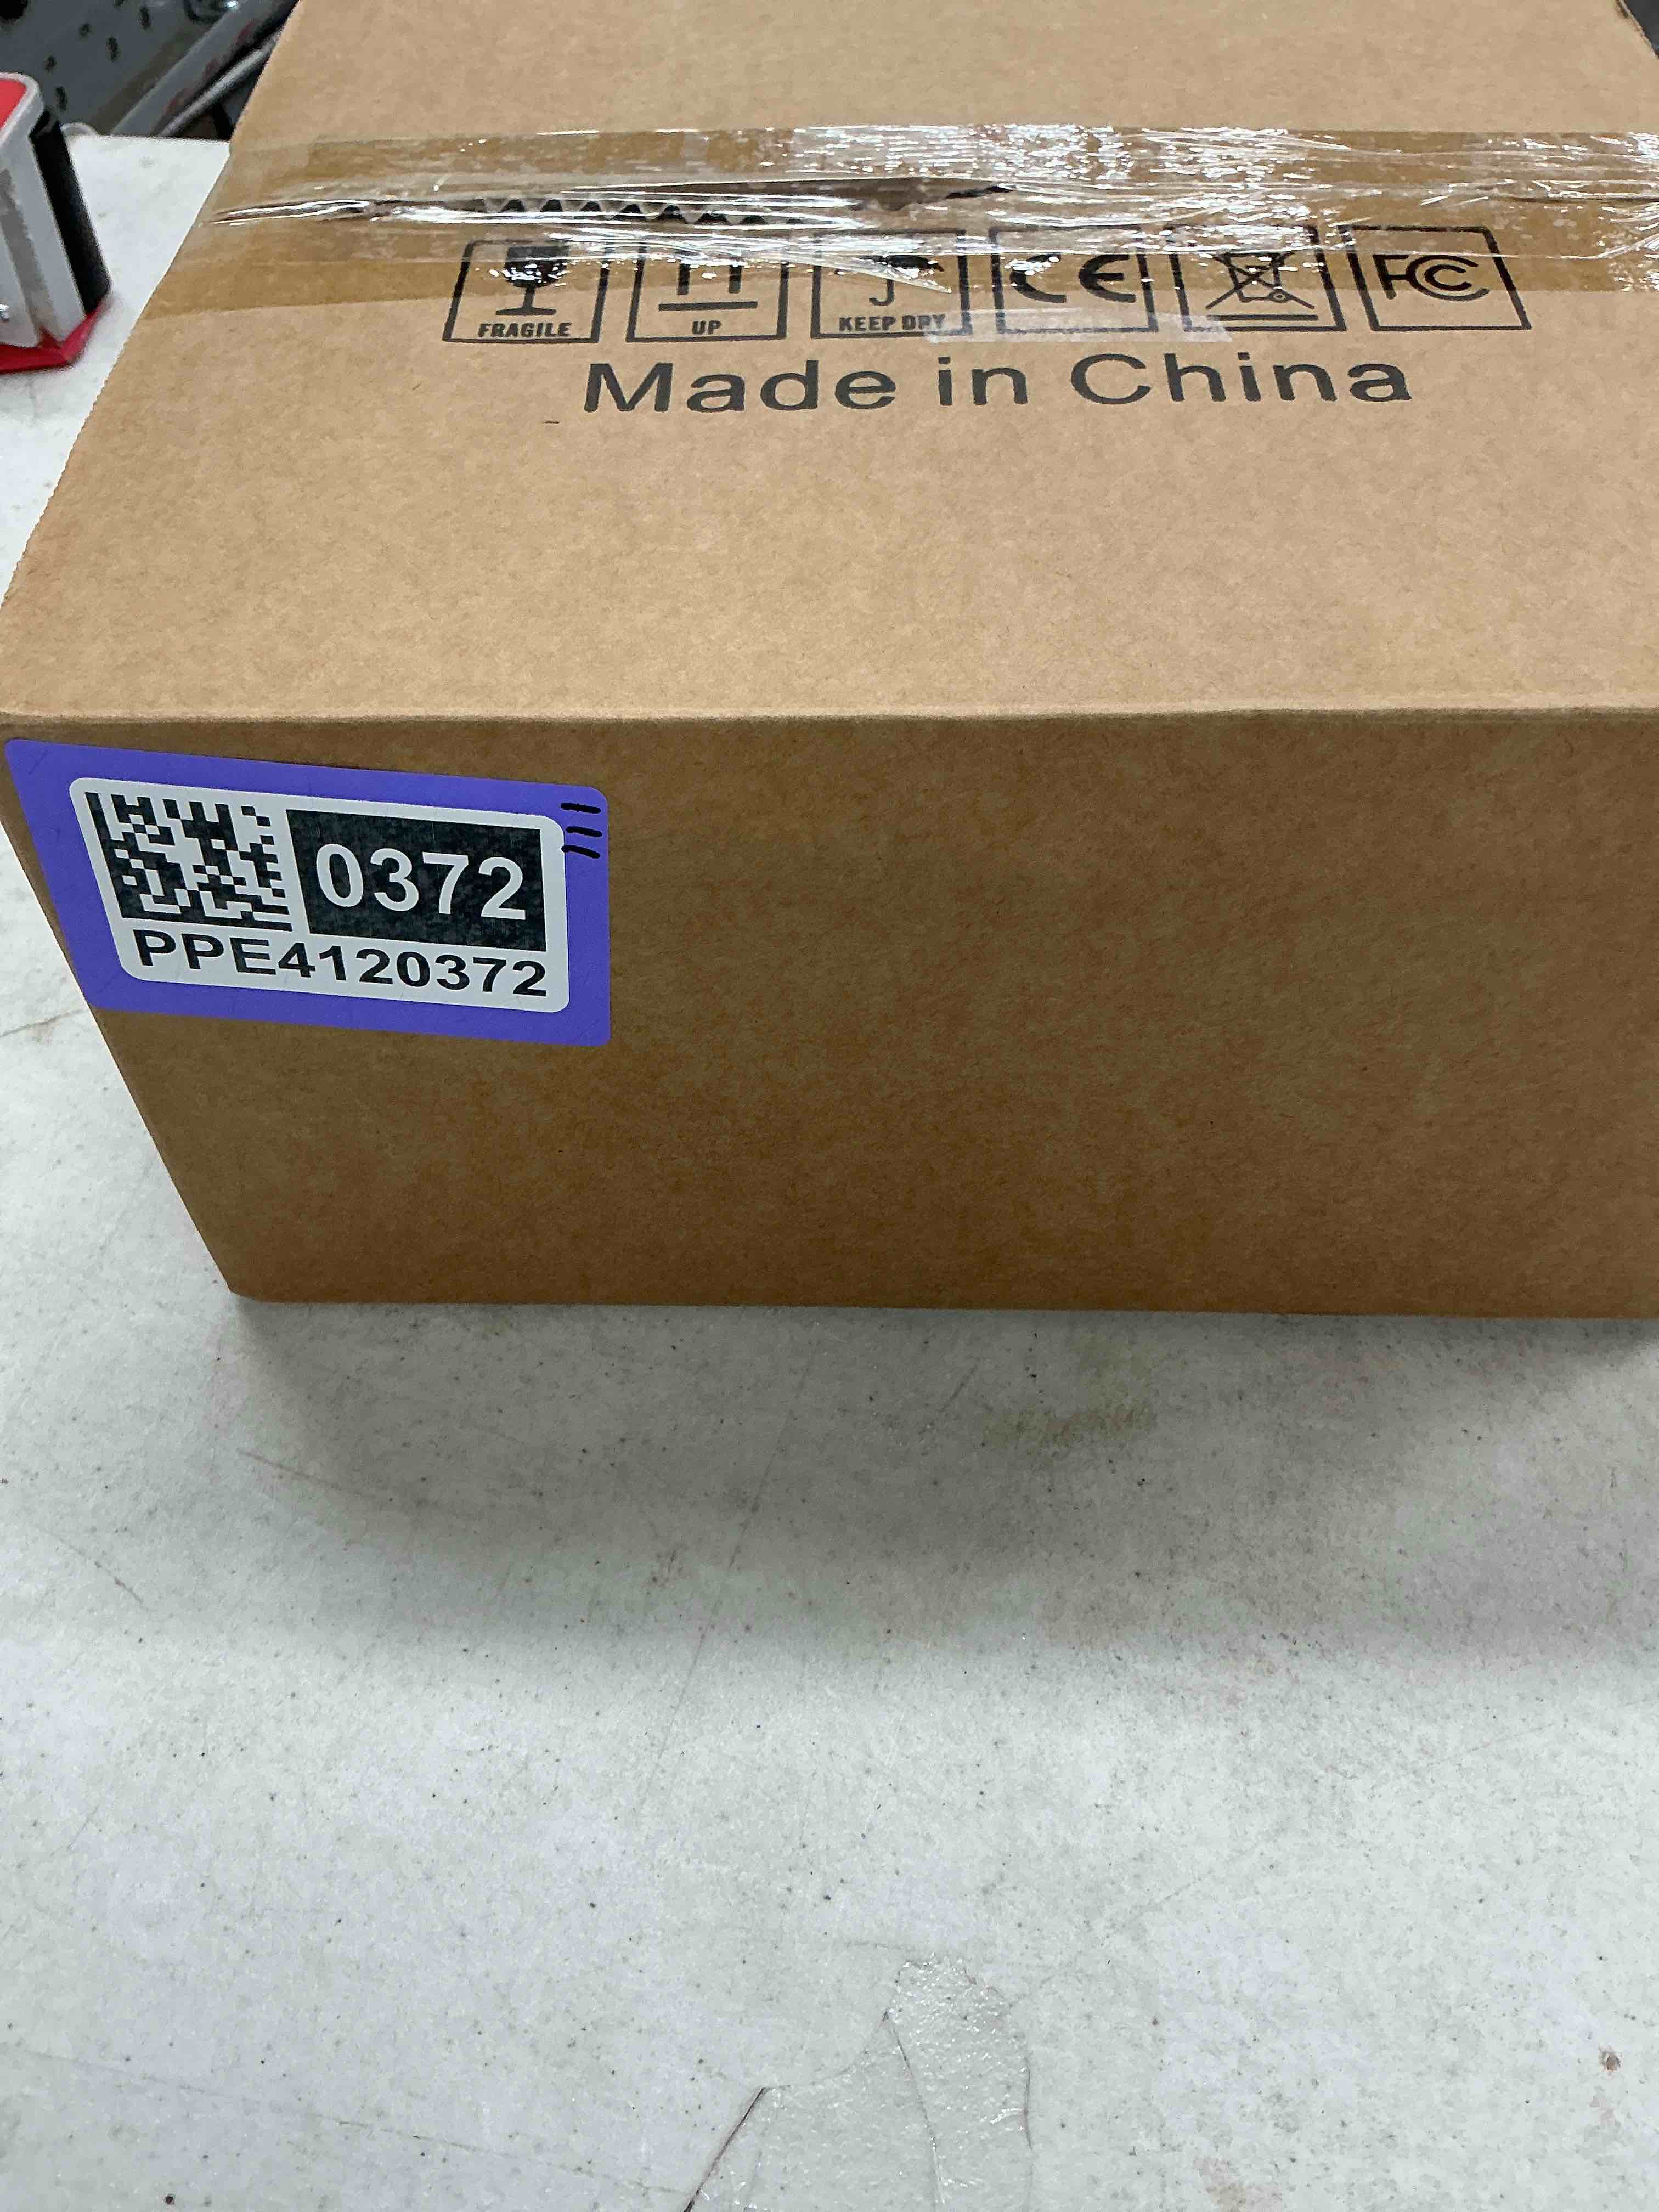 FRAGILE UP KEEP DRY CE FC
Made in China
0372
PPE4120372